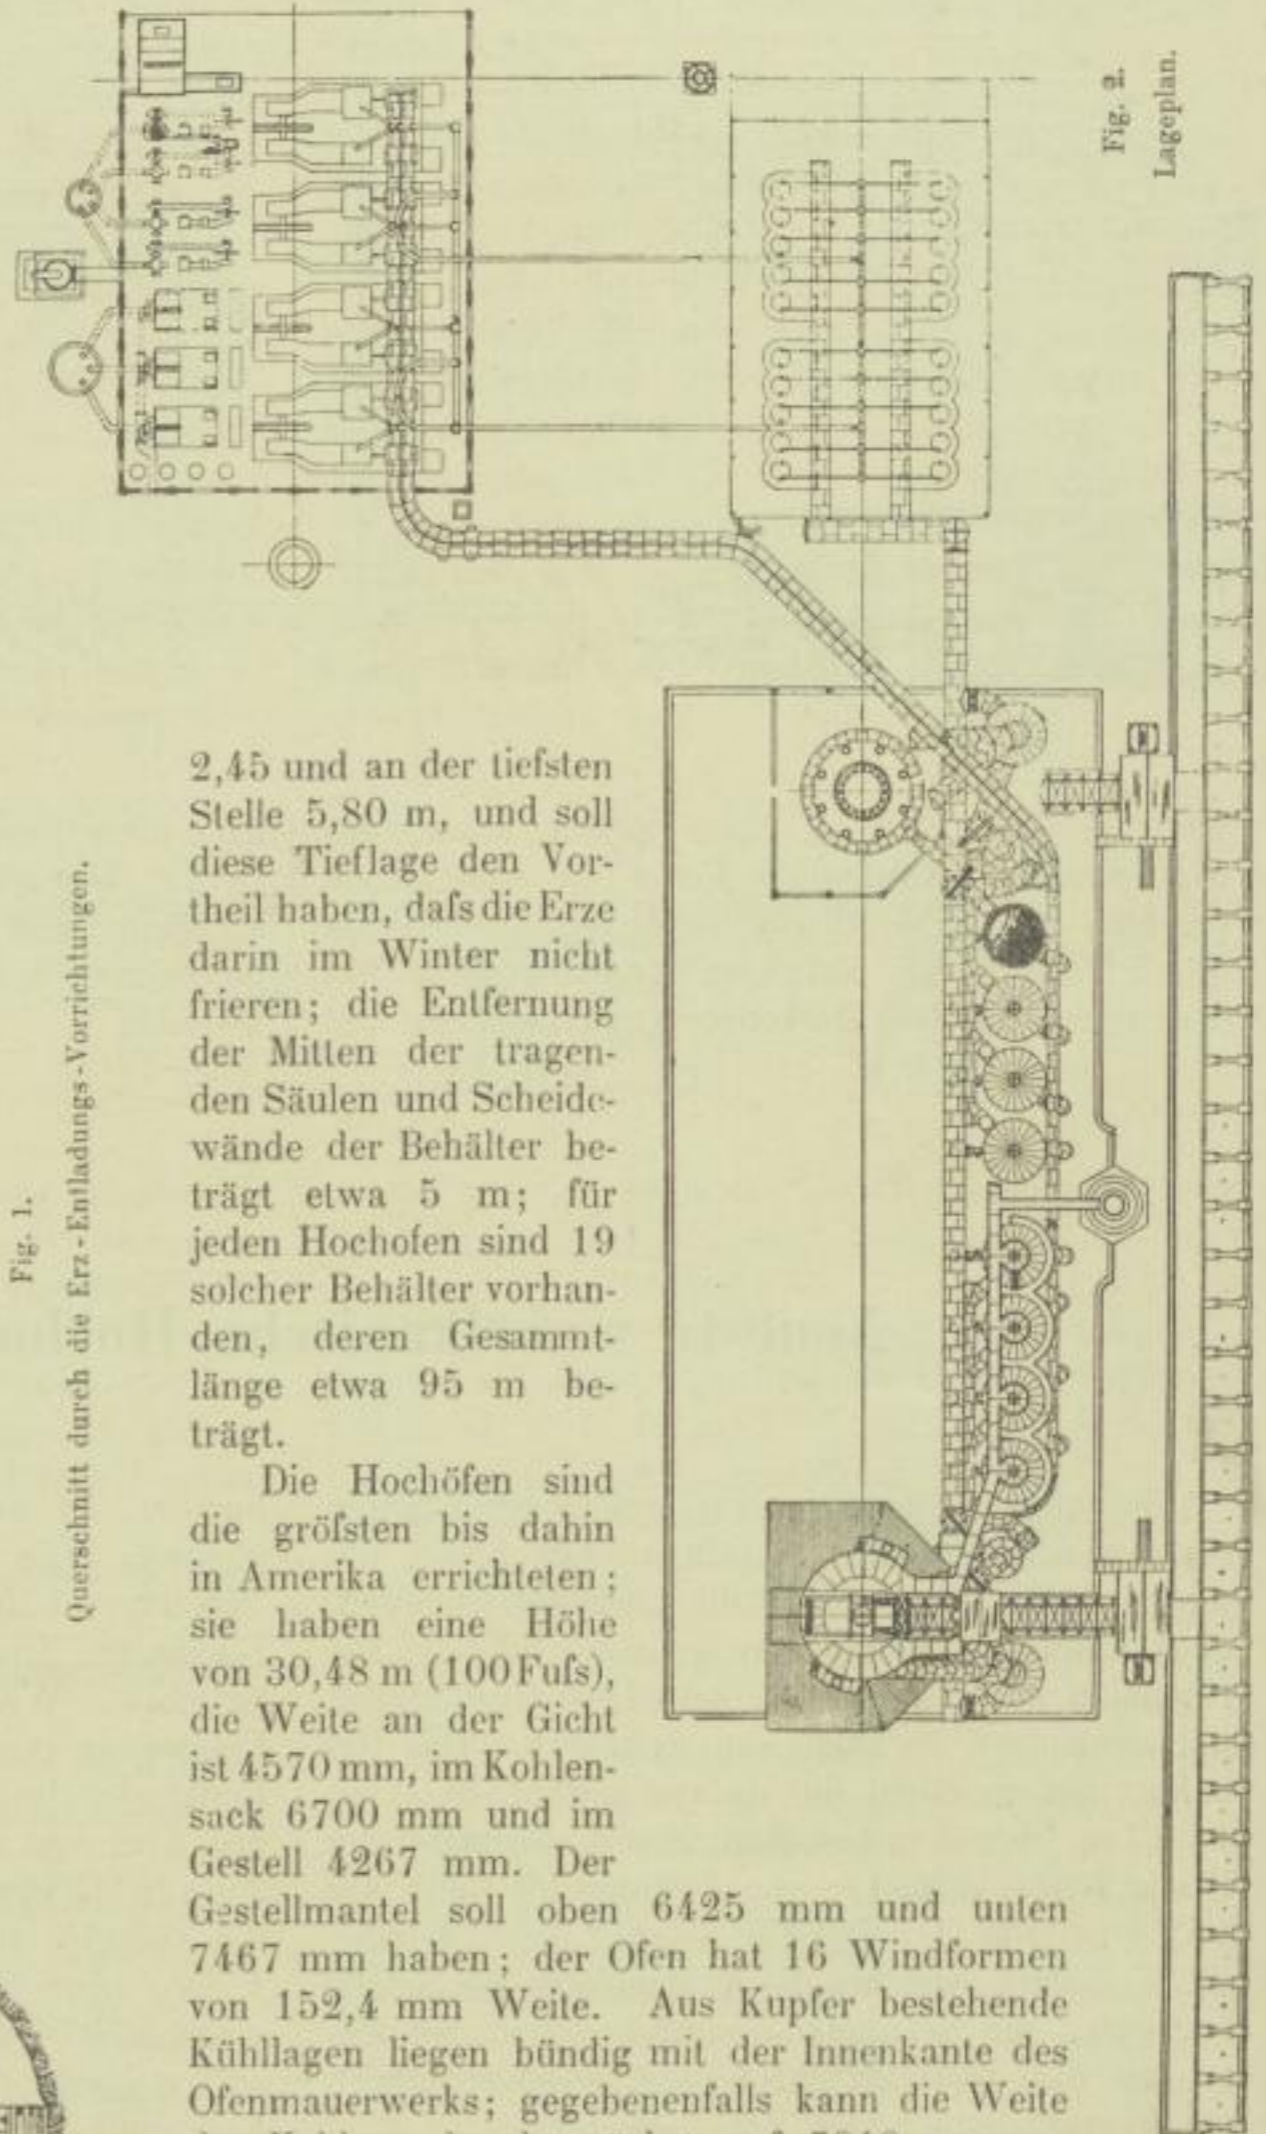 Fig. 2.
Lageplan.
Fig. 1.
Querschnitt durch die Erz-Entladungs-Vorrichtungen.
2,45 und an der tiefsten
Stelle 5,80 m, und soll
diese Tieflage den Vor-
theil haben, dafs die Erze
darin im Winter nicht
frieren; die Entfernung
der Mitten der tragen-
den Säulen und Scheide-
wände der Behälter be-
trägt etwa 5 m; für
jeden Hochofen sind 19
solcher Behälter vorhan-
den, deren Gesammt-
länge etwa 95 m be-
trägt.
Die Hochöfen sind
die gröfsten bis dahin
in Amerika errichteten;
sie haben eine Höhe
von 30,48 m (100 Fufs),
die Weite an der Gicht
ist 4570 mm, im Kohlen-
sack 6700 mm und im
Gestell 4267 mm. Der
Gestellmantel soll oben 6425 mm und unten
7467 mm haben; der Ofen hat 16 Windformen
von 152,4 mm Weite. Aus Kupfer bestehende
Kühllagen liegen bündig mit der Innenkante des
Ofenmauerwerks; gegebenenfalls kann die Weite